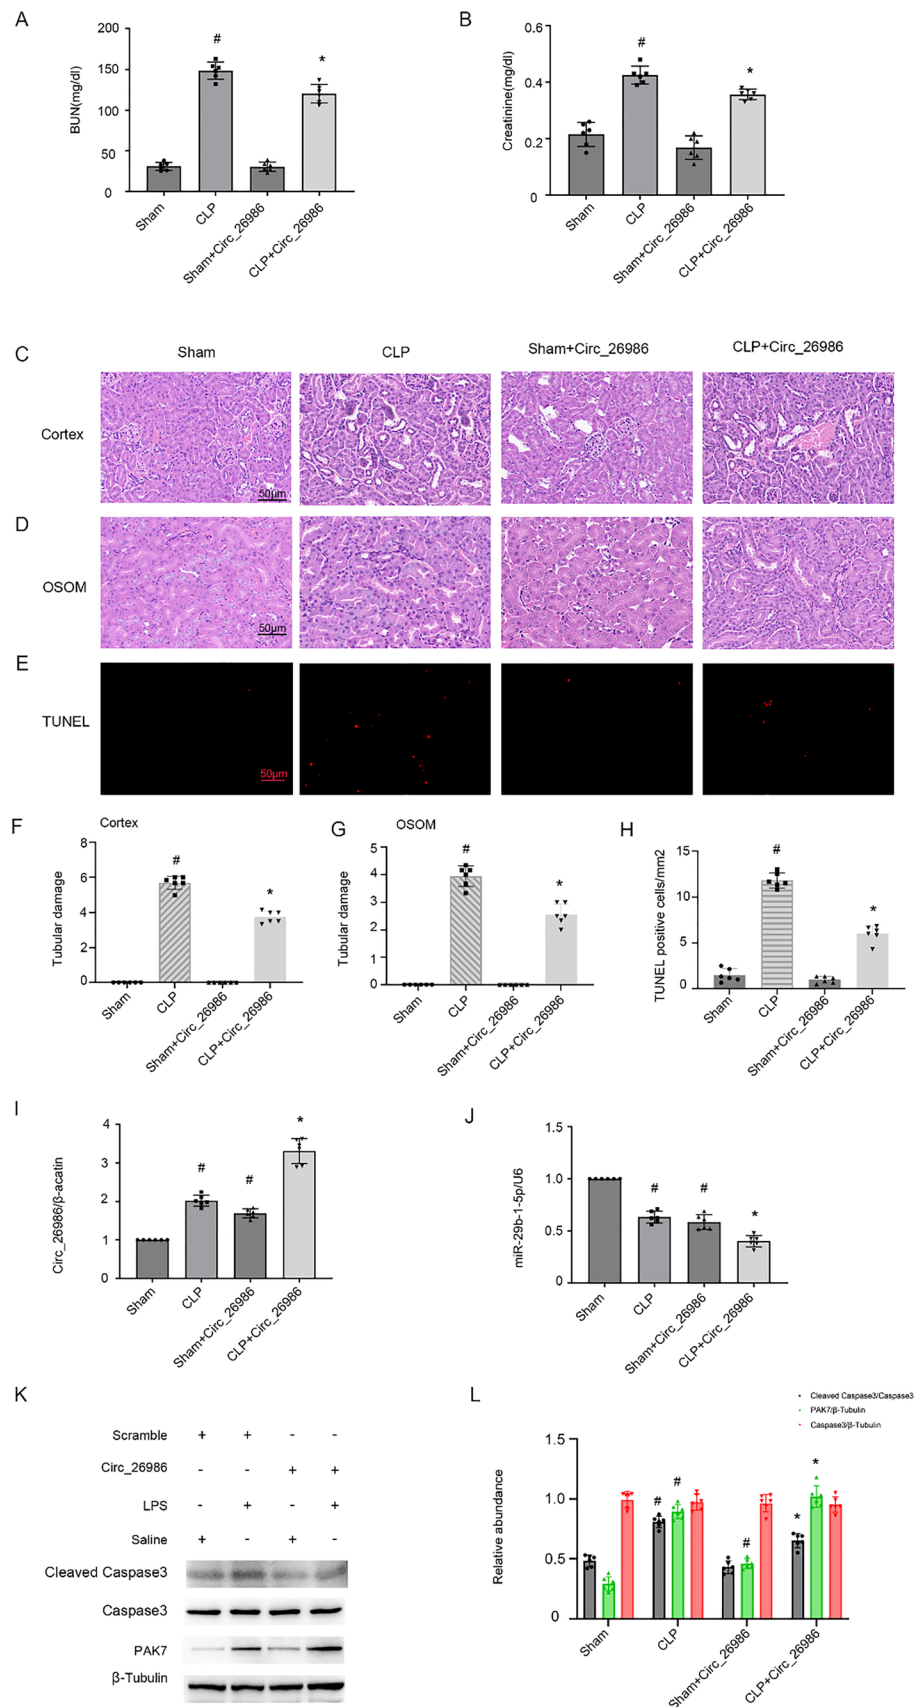 A
BUN(mg/dl)
200
150
100
50
0
#
*
Sham
CLP
Sham+Circ_26986
CLP+Circ_26986
B
Creatinine(mg/dl)
0.6
0.4
0.2
0
#
*
Sham
CLP
Sham+Circ_26986
CLP+Circ_26986
C
Sham
CLP
Sham+Circ_26986
CLP+Circ_26986
Cortex
50μm
D
OSOM
50μm
E
TUNEL
50μm
F
Cortex
Tubular damage
8
6
4
2
0
#
*
Sham
CLP
Sham+Circ_26986
CLP+Circ_26986
G
OSOM
Tubular damage
5
4
3
2
1
0
#
*
Sham
CLP
Sham+Circ_26986
CLP+Circ_26986
H
TUNEL positive cells/mm2
15
10
5
0
#
*
Sham
CLP
Sham+Circ_26986
CLP+Circ_26986
I
Circ_26986/β-acatin
4
3
2
1
0
#
#
*
Sham
CLP
Sham+Circ_26986
CLP+Circ_26986
J
miR-29b-1-5p/U6
1.5
1.0
0.5
0
#
#
*
Sham
CLP
Sham+Circ_26986
CLP+Circ_26986
K
Scramble + + - -
Circ_26986 - - + +
LPS - + - +
Saline + - + -
Cleaved Caspase3
Caspase3
PAK7
β-Tubulin
L
Cleaved Caspase3/Caspase3
PAK7/β-Tubulin
Caspase3/β-Tubulin
Relative abundance
1.5
1.0
0.5
0
#
#
#
*
*
Sham
CLP
Sham+Circ_26986
CLP+Circ_26986